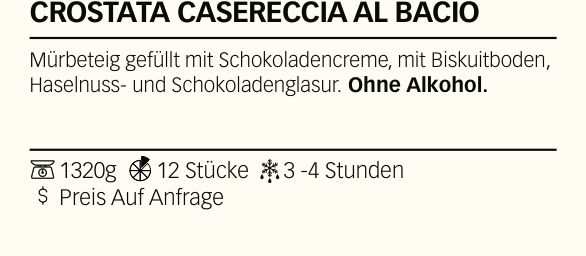 CROSTATA CASERECCIA AL BACIO
Mürbeteig gefüllt mit Schokoladencreme, mit Biskuitboden,
Haselnuss- und Schokoladenglasur. Ohne Alkohol.
1320g 12 Stücke 3 -4 Stunden
$ Preis Auf Anfrage